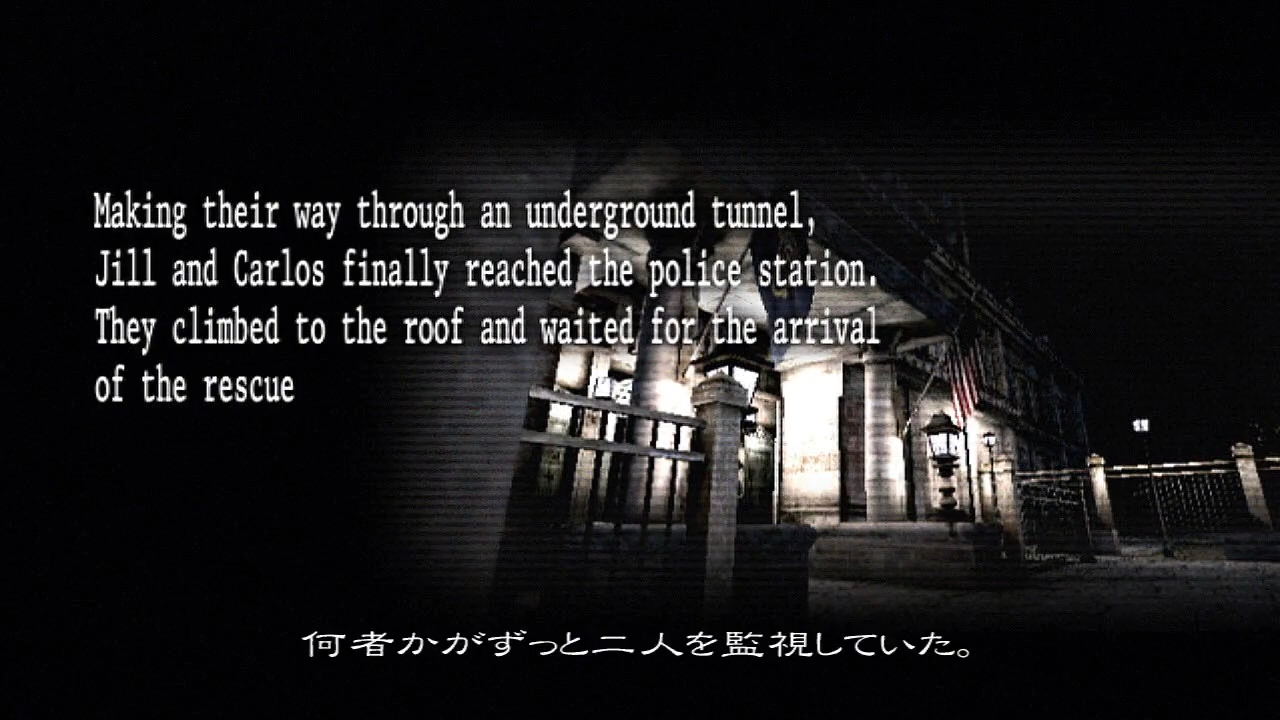 Making their way through an underground tunnel,
Jill and Carlos finally reached the police station.
They climbed to the roof and waited for the arrival
of the rescue
何者かがずっと二人を監視していた。